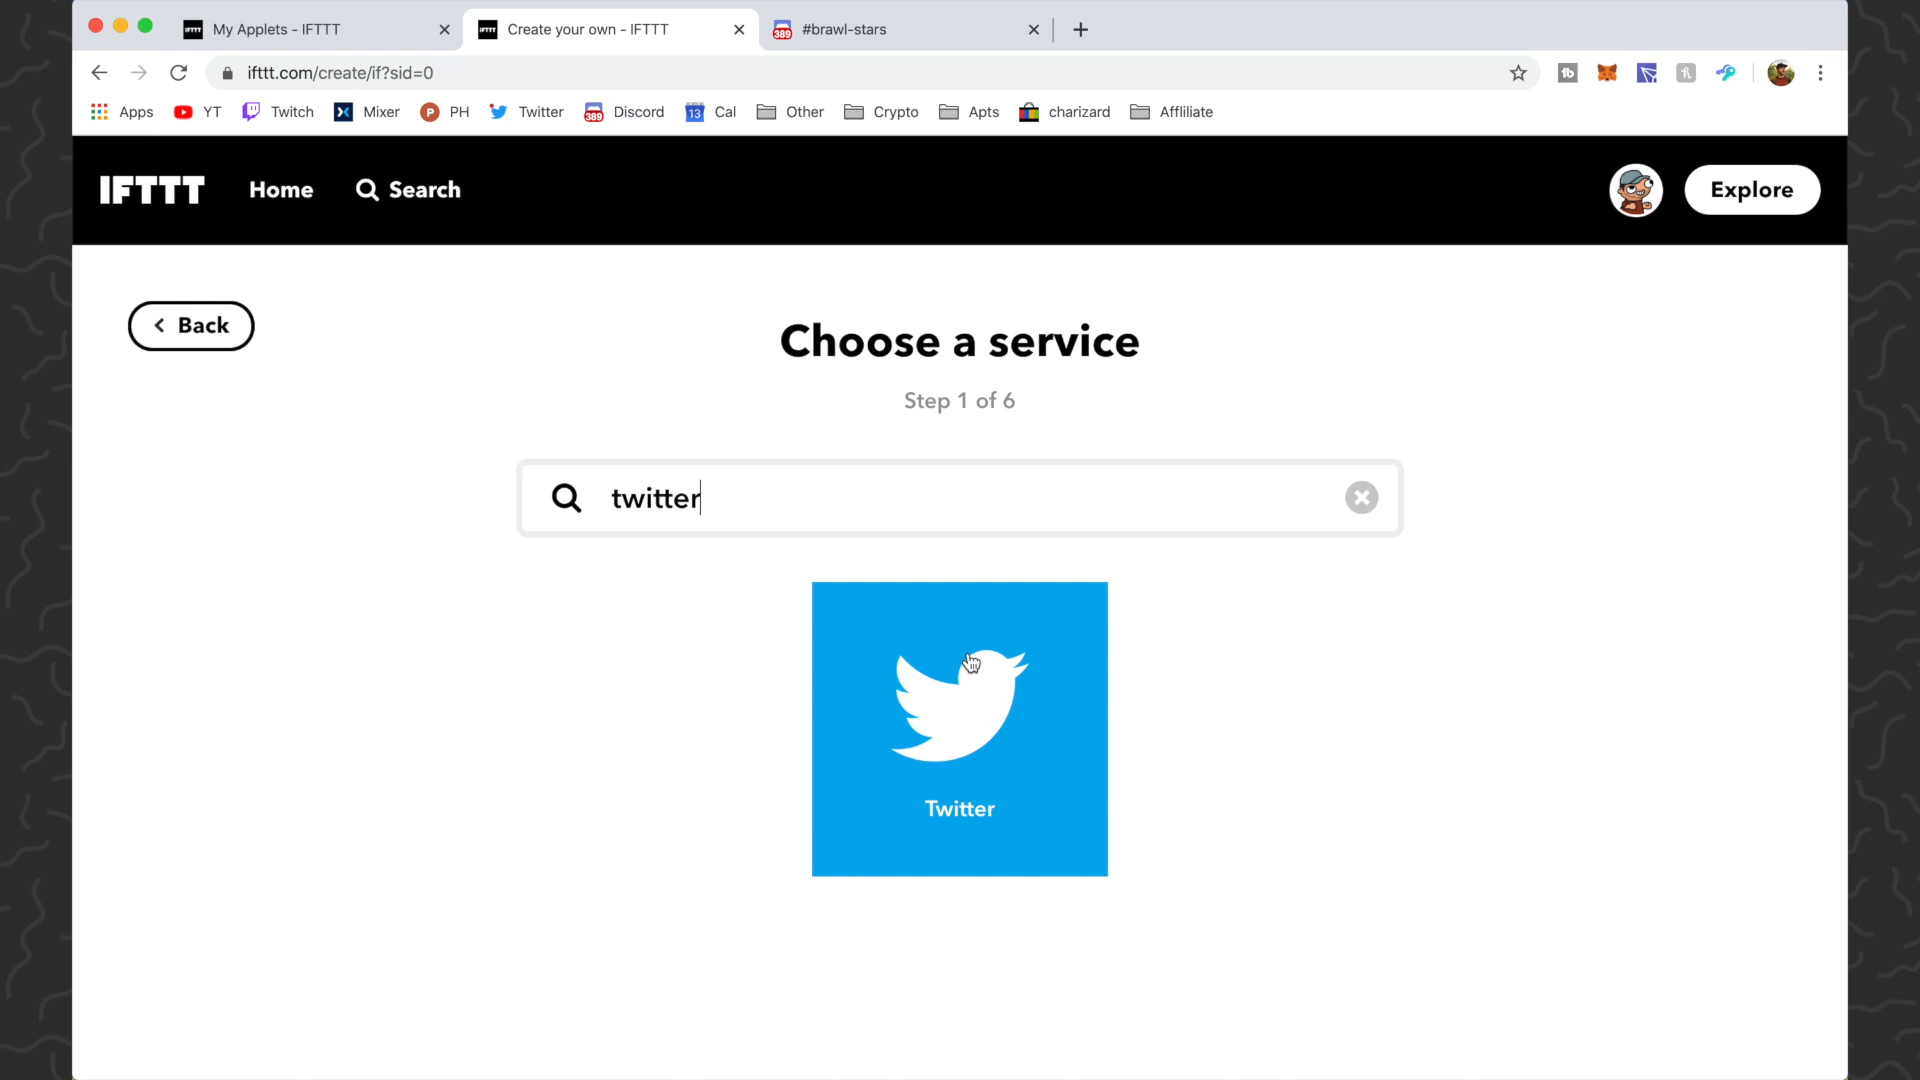 My Applets - IFTTT
Create your own - IFTTT
#brawl-stars
ifttt.com/create/if?sid=0
Apps YT Twitch Mixer PH Twitter Discord Cal Other Crypto Apts charizard Affliliate
IFTTT Home Search Explore
Back
Choose a service
Step 1 of 6
twitter
Twitter